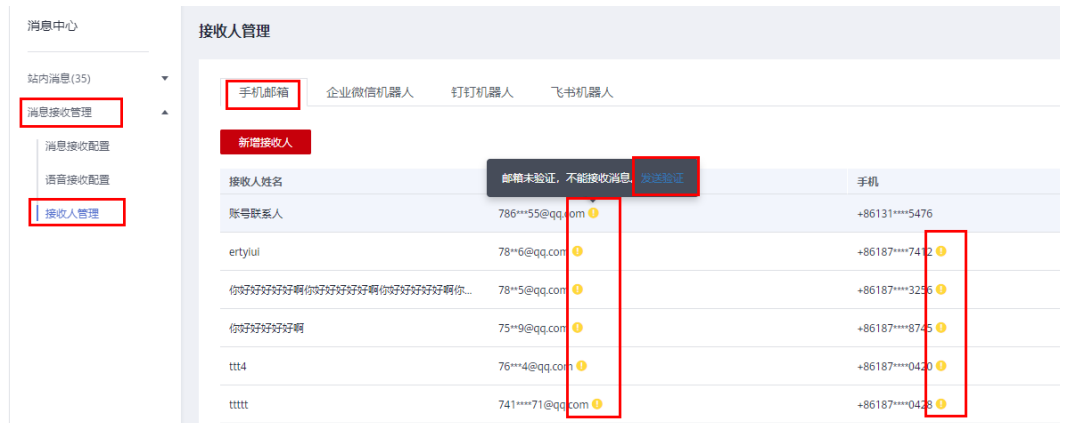 消息中心
接收人管理
站内消息(35)
手机邮箱 企业微信机器人 钉钉机器人 飞书机器人
消息接收管理
新增接收人
消息接收配置
邮箱未验证，不能接收消息。发送验证
语音接收配置
接收人姓名 手机
接收人管理
账号联系人 786***55@qq.com +86131****5476
ertyiui 78**6@qq.com +86187****7412
你好好好好好啊你好好好好好啊你好好好好好啊你... 78**5@qq.com +86187****3256
你好好好好好啊 75**9@qq.com +86187****8745
ttt4 76***4@qq.com +86187****0420
ttttt 741****71@qq.com +86187****0428